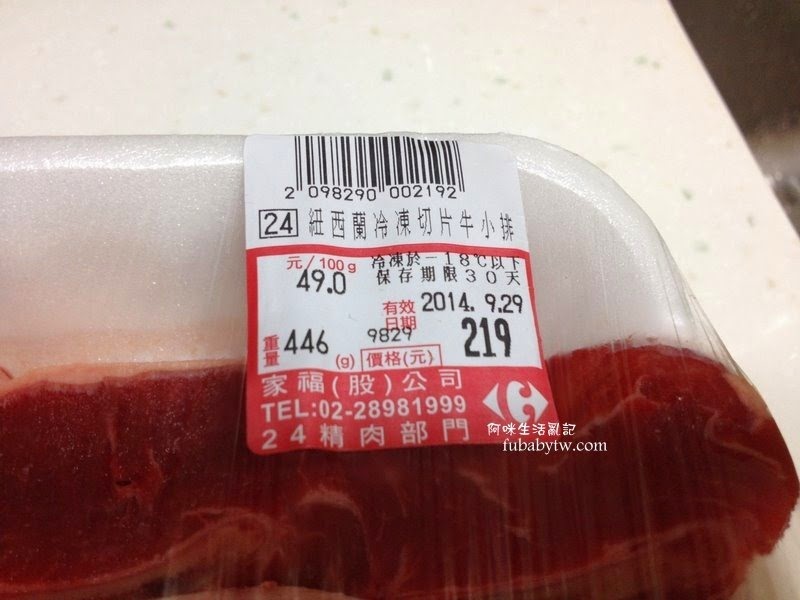 2 098290 002192
24 紐西蘭冷凍切片牛小排
元/100g 冷凍於-18℃以下
49.0 保存期限30天
有效日期 2014. 9.29
重量 446 (g) 9829 價格(元) 219
家福(股)公司
TEL:02-28981999
24精肉部門
阿咪生活亂記
fubabytw.com